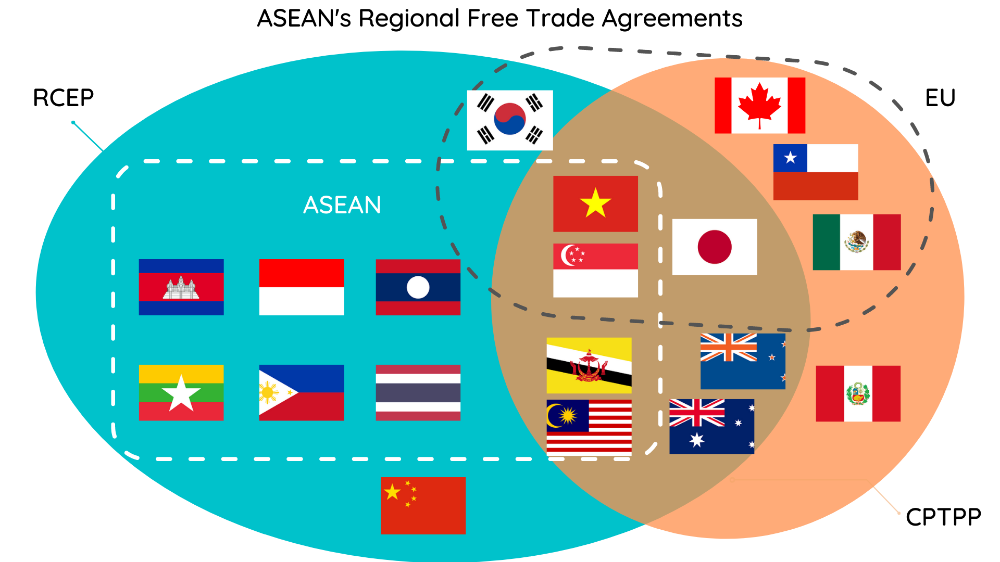 ASEAN's Regional Free Trade Agreements
RCEP
EU
ASEAN
CPTPP